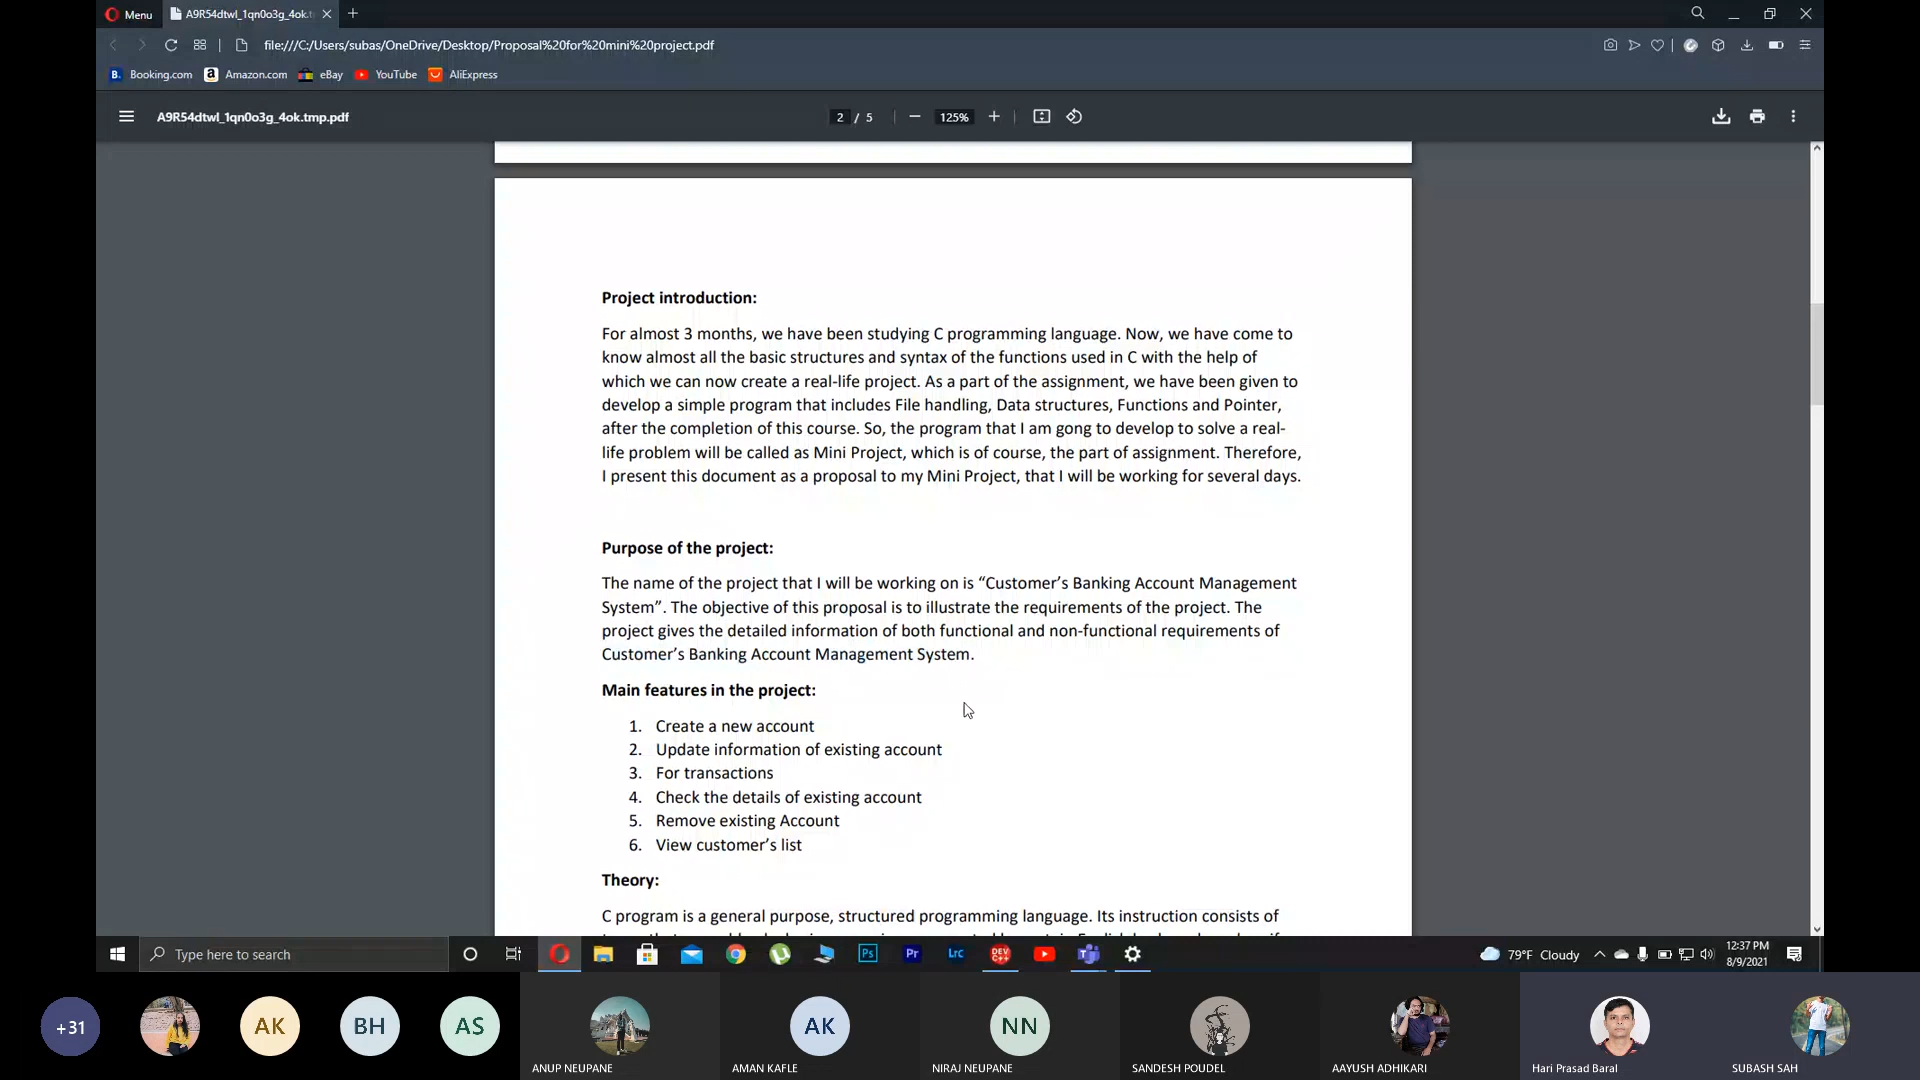 Menu
A9R54dtwl_1qn0o3g_4ok.t
file:///C:/Users/subas/OneDrive/Desktop/Proposal%20for%20mini%20project.pdf
B. Booking.com Amazon.com eBay YouTube AliExpress
A9R54dtwl_1qn0o3g_4ok.tmp.pdf 2 / 5 125%
Project introduction:
For almost 3 months, we have been studying C programming language. Now, we have come to
know almost all the basic structures and syntax of the functions used in C with the help of
which we can now create a real-life project. As a part of the assignment, we have been given to
develop a simple program that includes File handling, Data structures, Functions and Pointer,
after the completion of this course. So, the program that I am gong to develop to solve a real-
life problem will be called as Mini Project, which is of course, the part of assignment. Therefore,
I present this document as a proposal to my Mini Project, that I will be working for several days.
Purpose of the project:
The name of the project that I will be working on is “Customer’s Banking Account Management
System”. The objective of this proposal is to illustrate the requirements of the project. The
project gives the detailed information of both functional and non-functional requirements of
Customer’s Banking Account Management System.
Main features in the project:
1. Create a new account
2. Update information of existing account
3. For transactions
4. Check the details of existing account
5. Remove existing Account
6. View customer’s list
Theory:
C program is a general purpose, structured programming language. Its instruction consists of
Type here to search Ps Pr Lrc DEV C++ 79°F Cloudy 12:37 PM
8/9/2021
+31 AK BH AS AK NN
ANUP NEUPANE AMAN KAFLE NIRAJ NEUPANE SANDESH POUDEL AAYUSH ADHIKARI Hari Prasad Baral SUBASH SAH